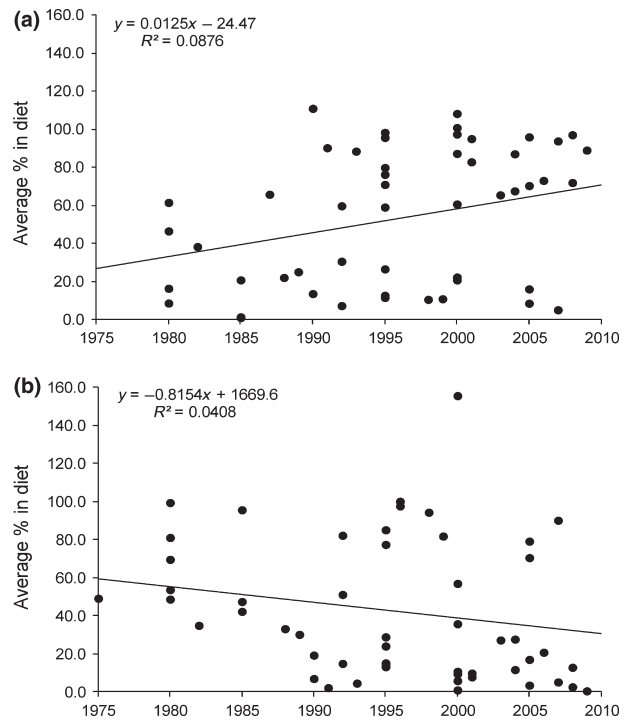 (a)
160.0
y = 0.0125x − 24.47
R² = 0.0876
140.0
120.0
100.0
80.0
60.0
40.0
20.0
0.0
Average % in diet
1975 1980 1985 1990 1995 2000 2005 2010
(b)
160.0
y = −0.8154x + 1669.6
R² = 0.0408
140.0
120.0
100.0
80.0
60.0
40.0
20.0
0.0
Average % in diet
1975 1980 1985 1990 1995 2000 2005 2010